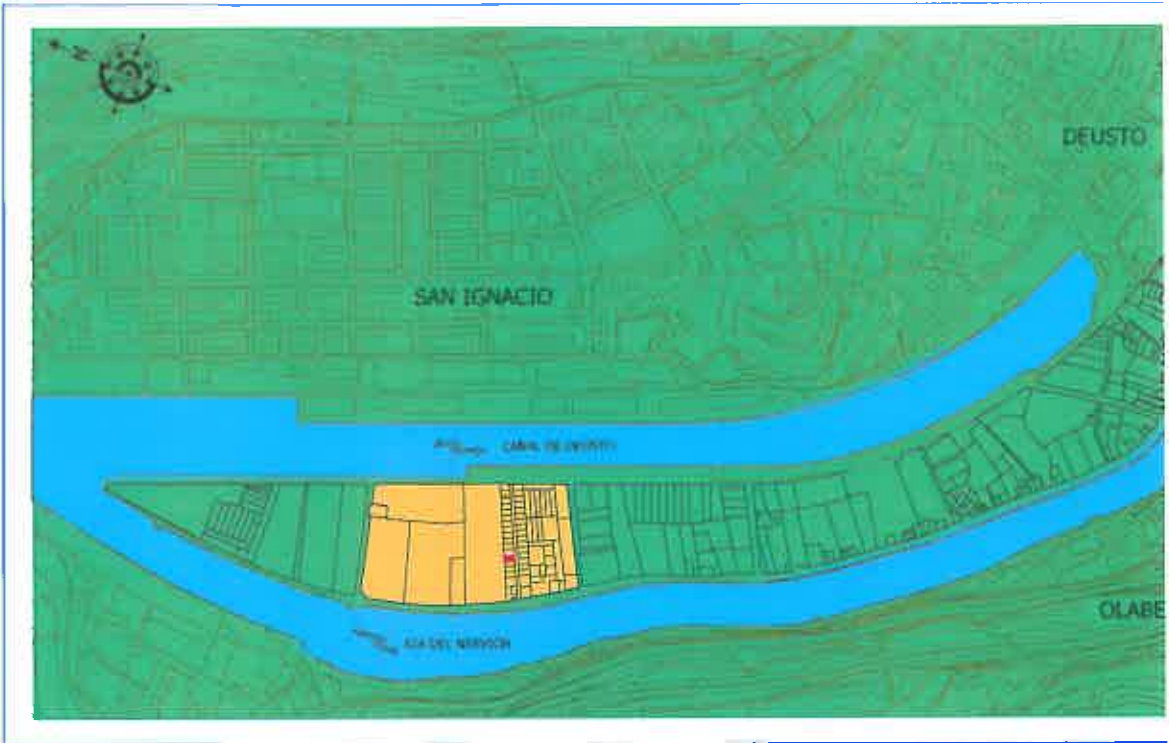 N
DEUSTO
SAN IGNACIO
CANAL DE DEUSTO
OLABE
RIA DEL NERVION